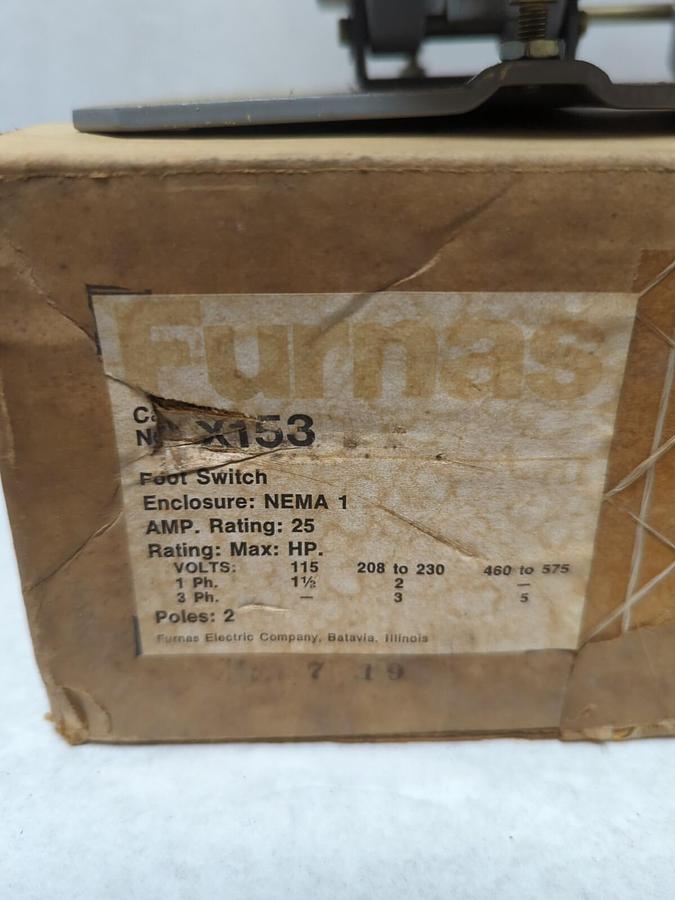 Furnas
X153
Foot Switch
Enclosure: NEMA 1
AMP. Rating: 25
Rating: Max: HP.
VOLTS: 115 208 to 230 460 to 575
1 Ph. 1½ 2 —
3 Ph. — 3 5
Poles: 2
Furnas Electric Company, Batavia, Illinois
7 19